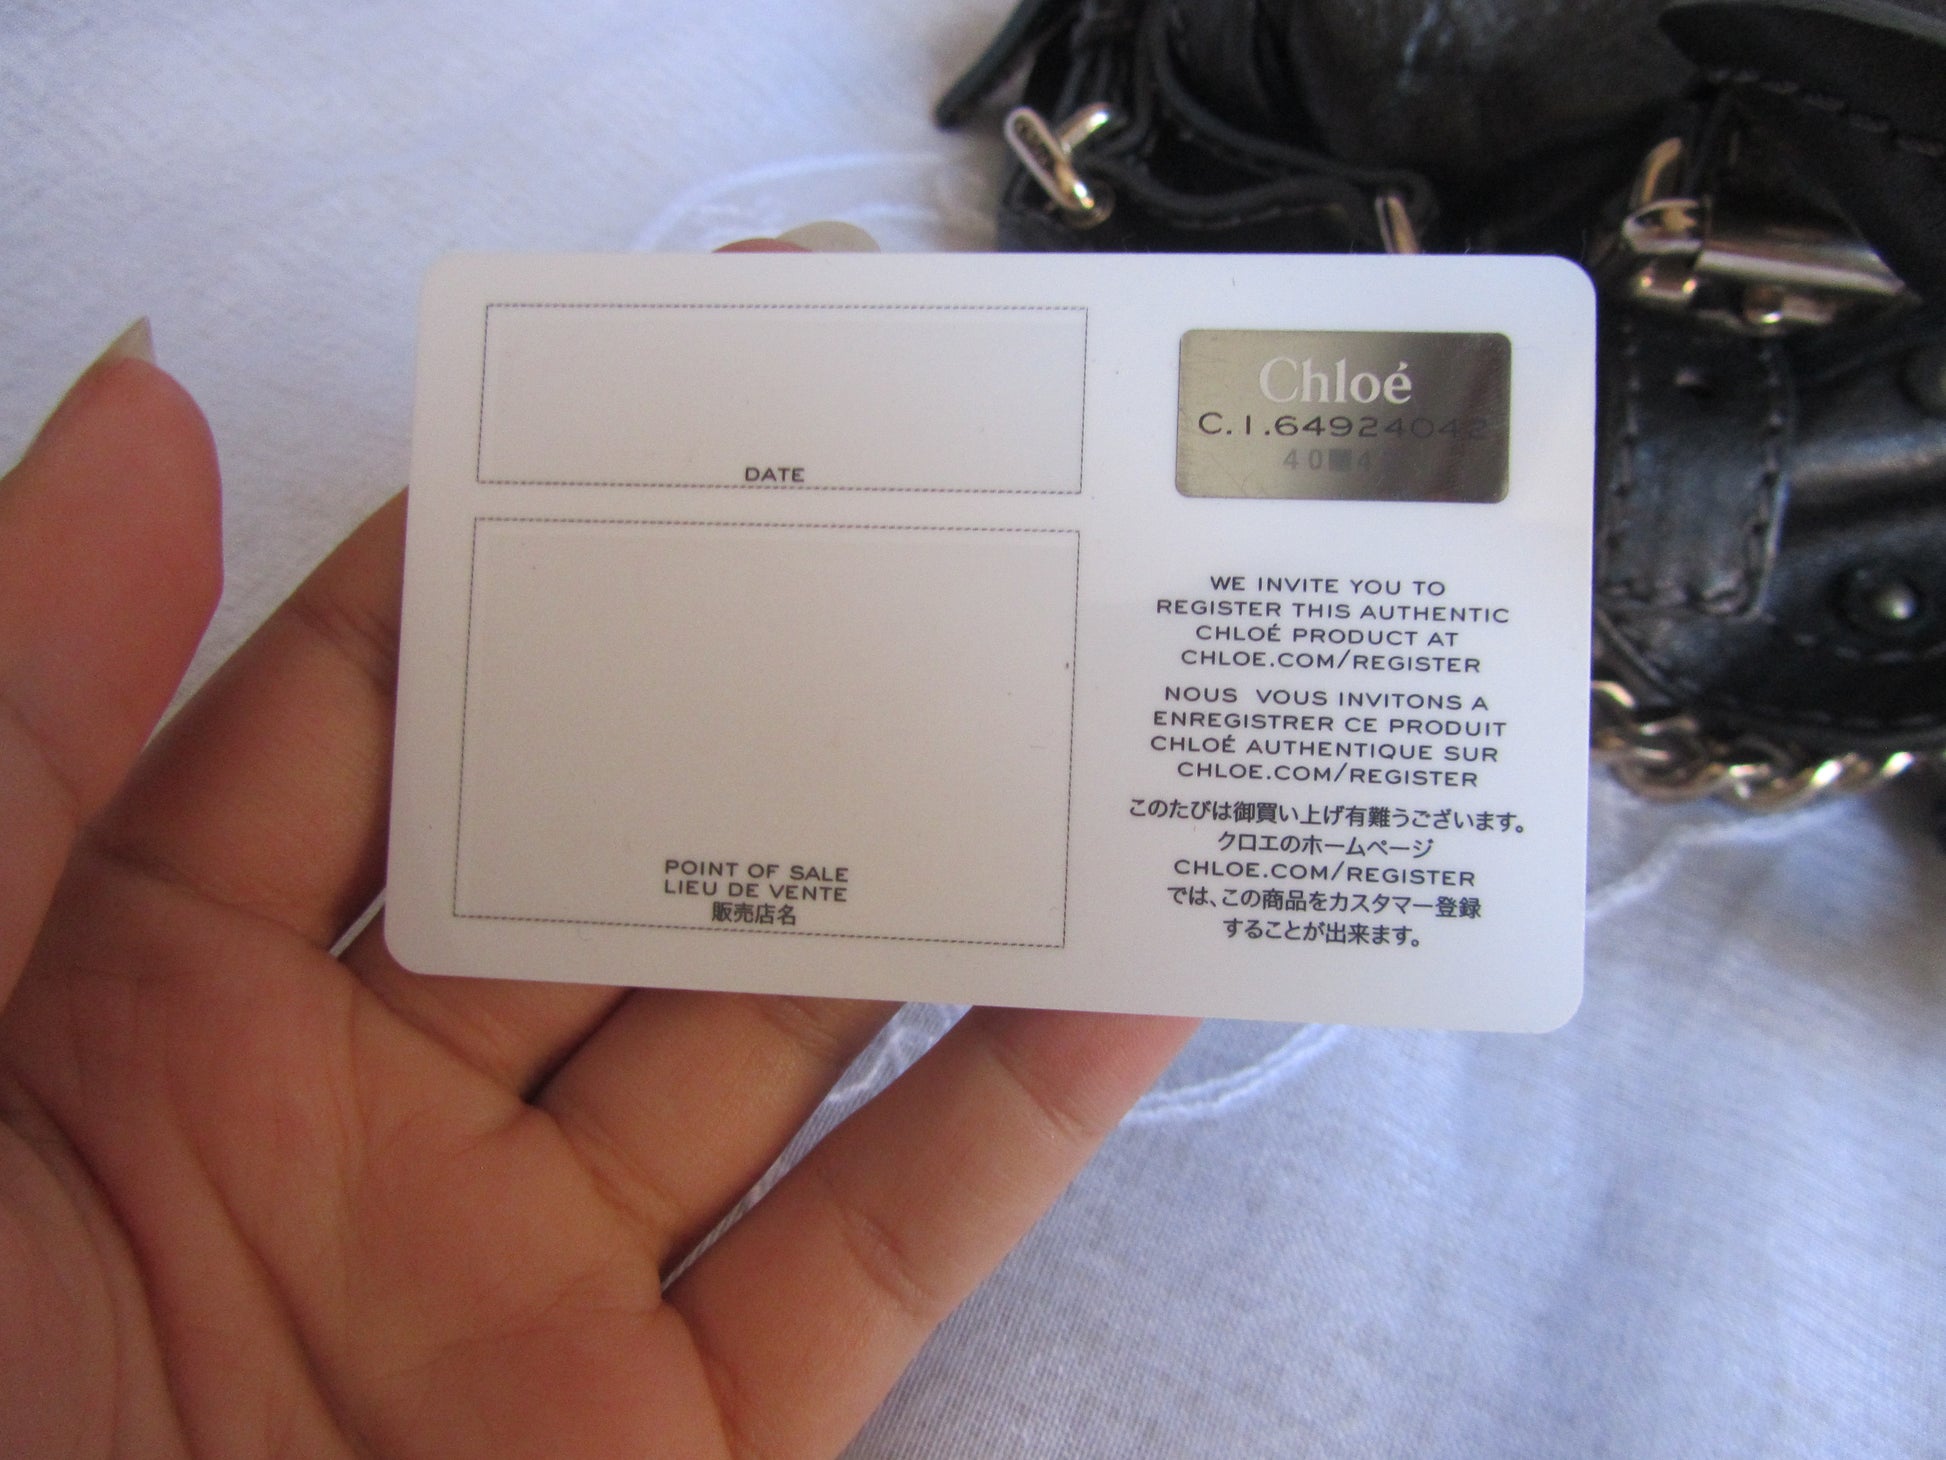 DATE
POINT OF SALE
LIEU DE VENTE
販売店名
Chloé
C.I.64924042
WE INVITE YOU TO
REGISTER THIS AUTHENTIC
CHLOÉ PRODUCT AT
CHLOE.COM/REGISTER
NOUS VOUS INVITONS A
ENREGISTRER CE PRODUIT
CHLOÉ AUTHENTIQUE SUR
CHLOE.COM/REGISTER
このたびは御買い上げ有難うございます。
クロエのホームページ
CHLOE.COM/REGISTER
では、この商品をカスタマー登録
することが出来ます。